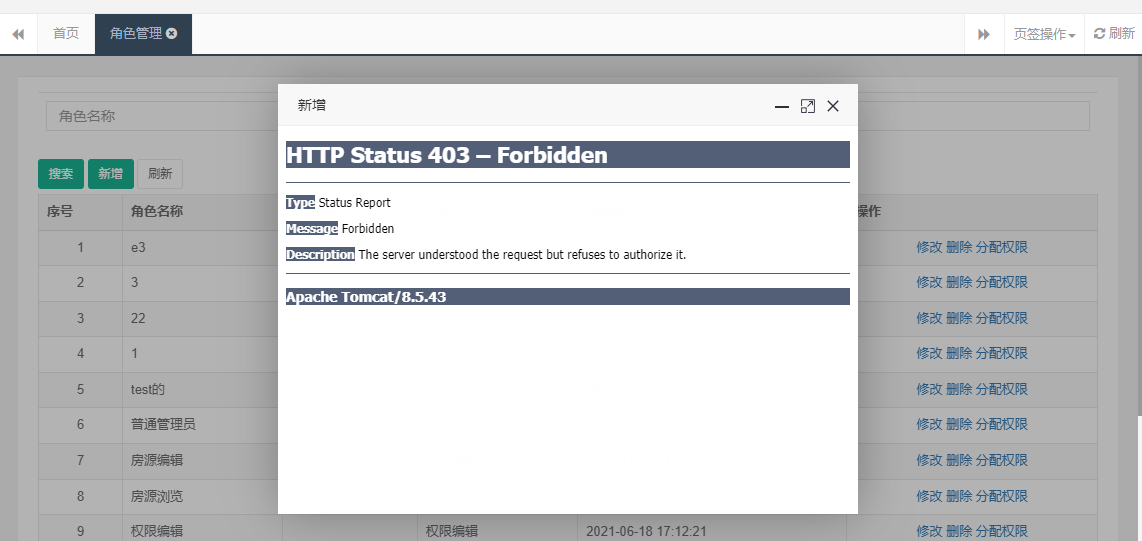 首页 角色管理 页签操作 刷新
角色名称
搜索 新增 刷新
序号 角色名称 操作
1 e3 修改 删除 分配权限
2 3 修改 删除 分配权限
3 22 修改 删除 分配权限
4 1 修改 删除 分配权限
5 test的 修改 删除 分配权限
6 普通管理员 修改 删除 分配权限
7 房源编辑 修改 删除 分配权限
8 房源浏览 修改 删除 分配权限
9 权限编辑 权限编辑 2021-06-18 17:12:21 修改 删除 分配权限
新增
HTTP Status 403 – Forbidden
Type Status Report
Message Forbidden
Description The server understood the request but refuses to authorize it.
Apache Tomcat/8.5.43